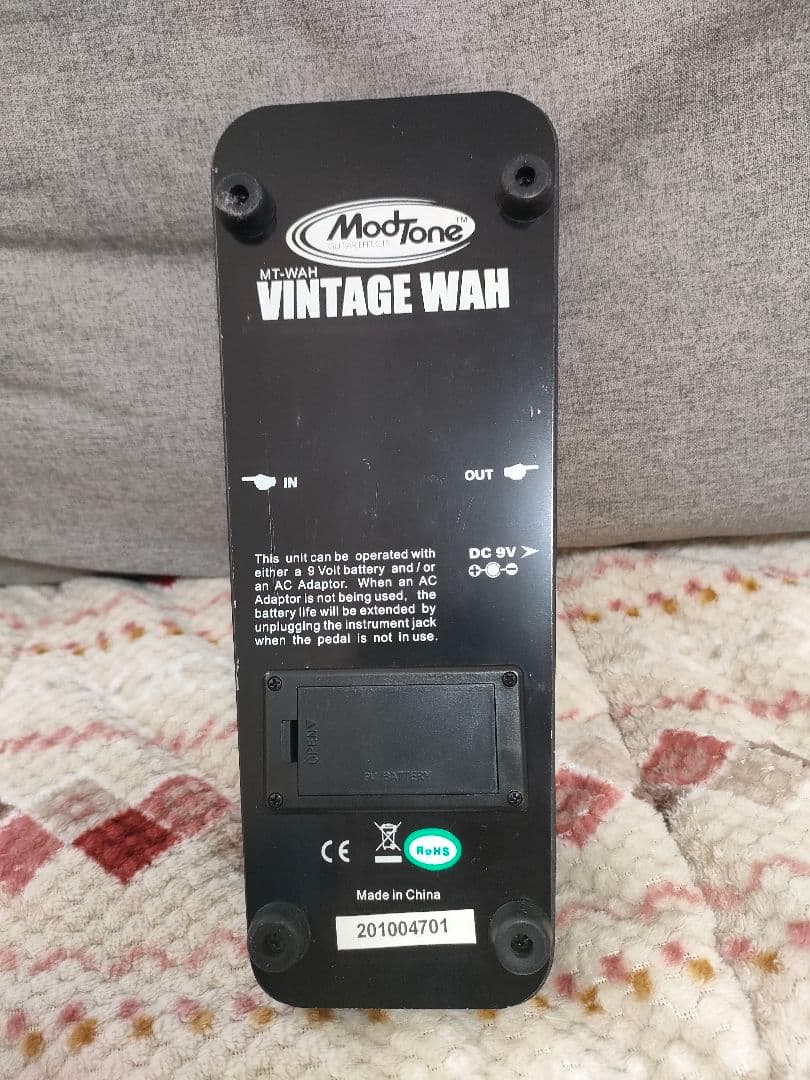 ModTone™
GUITAR EFFECTS
MT-WAH
VINTAGE WAH
IN
OUT
This unit can be operated with
either a 9 Volt battery and/or
an AC Adaptor. When an AC
Adaptor is not being used, the
battery life will be extended by
unplugging the instrument jack
when the pedal is not in use.
DC 9V
OPEN
9V BATTERY
CE
RoHS
Made in China
201004701